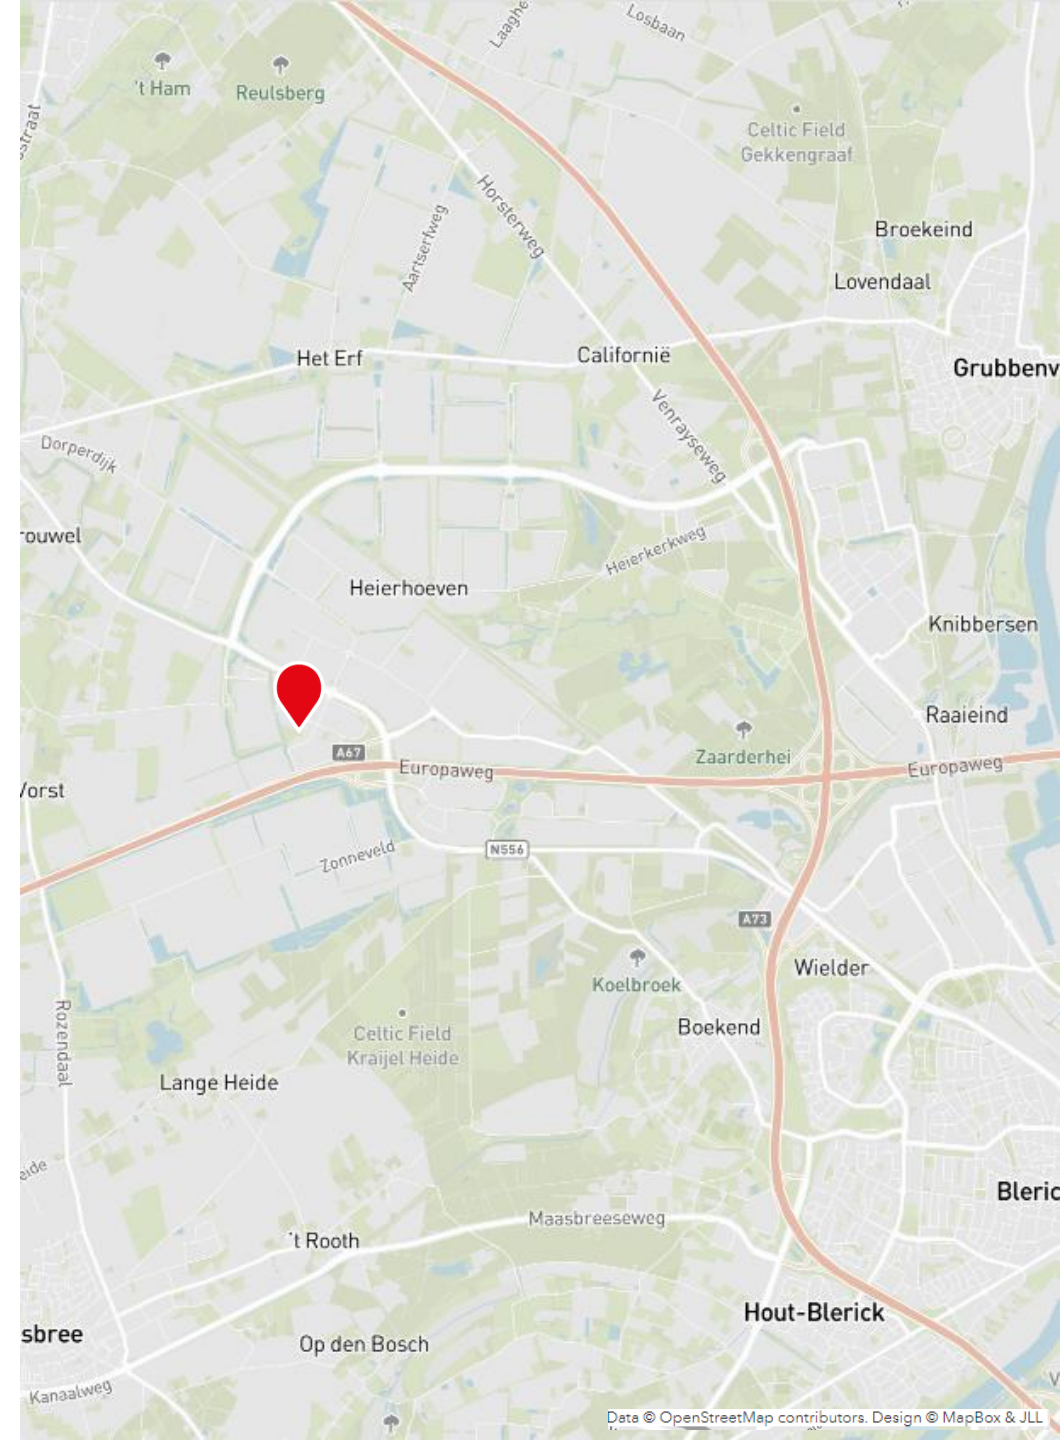 Losbaan
't Ham
Reulsberg
Celtic Field
Gekkengraaf
Horsterweg
Aartserfweg
Broekeind
Lovendaal
Het Erf
Californië
Grubbenv
Venrayseweg
Dorperdijk
rouwel
Heierkerkweg
Heierhoeven
Knibbersen
Raaieind
Zaarderhei
A67
Europaweg
Europaweg
Vorst
Zonneveld
N556
A73
Wielder
Koelbroek
Boekend
Celtic Field
Kraijel Heide
Rozendaal
Lange Heide
eide
Bleric
Maasbreeseweg
't Rooth
Hout-Blerick
sbree
Op den Bosch
Kanaalweg
Data © OpenStreetMap contributors. Design © MapBox & JLL